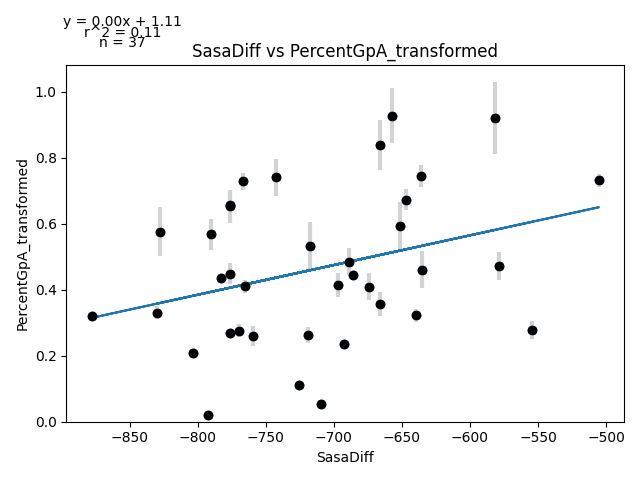 y = 0.00x + 1.11
r^2 = 0.11
n = 37
SasaDiff vs PercentGpA_transformed
PercentGpA_transformed
1.0
0.8
0.6
0.4
0.2
0.0
−850 −800 −750 −700 −650 −600 −550 −500
SasaDiff